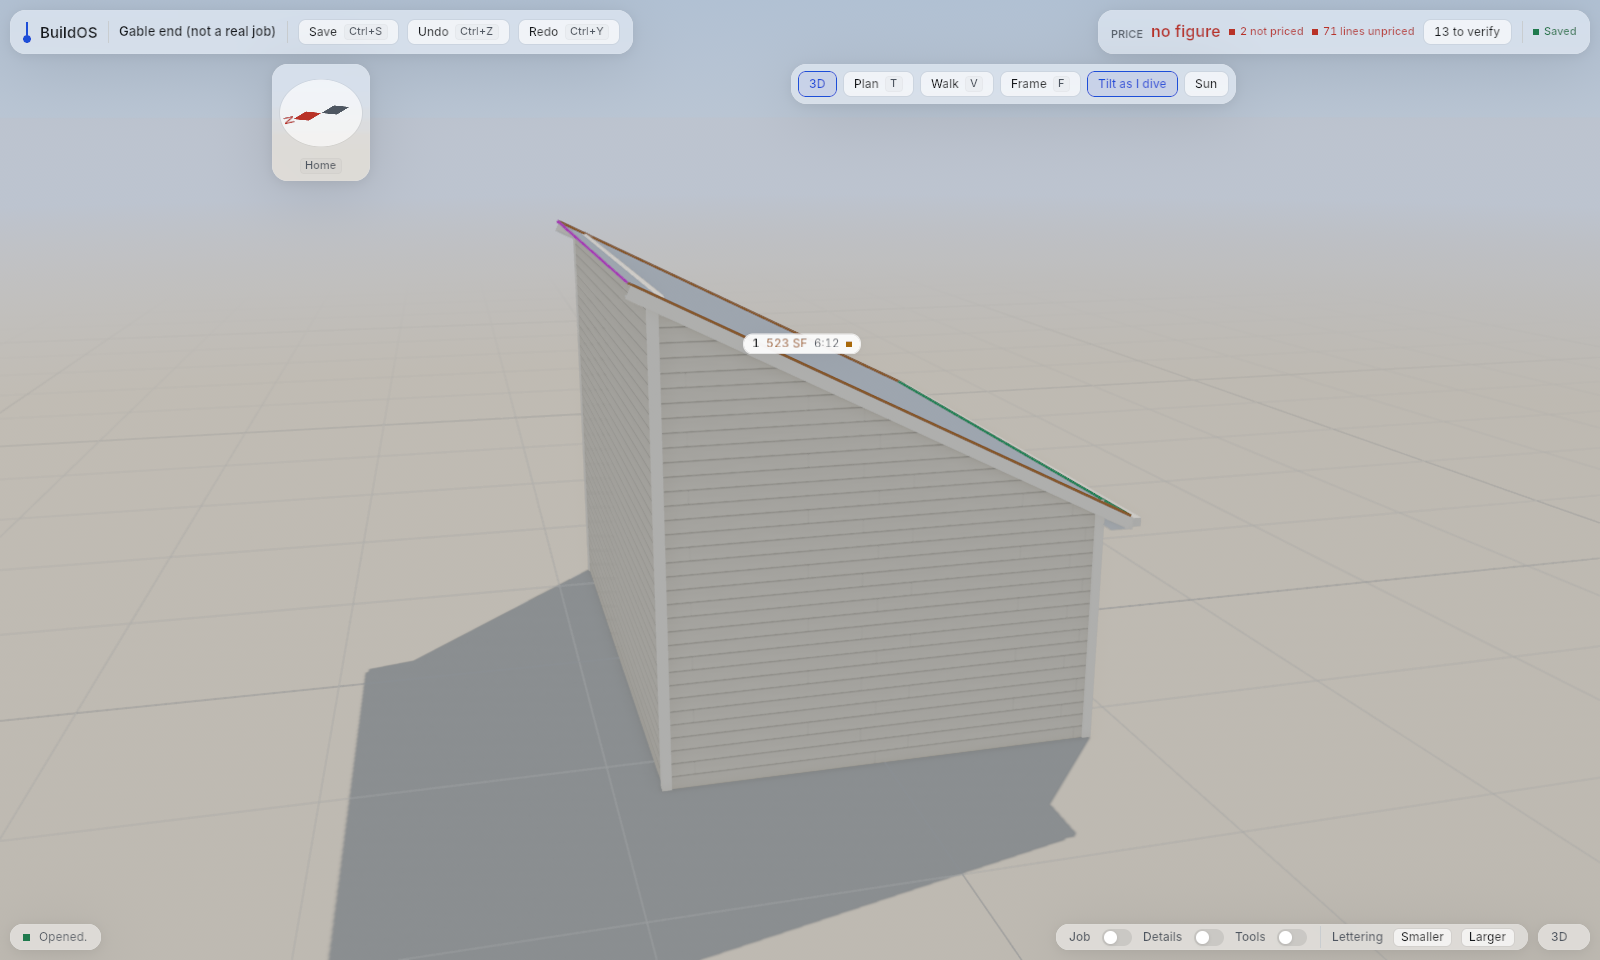 BuildOS Gable end (not a real job) Save Ctrl+S Undo Ctrl+Z Redo Ctrl+Y
PRICE no figure 2 not priced 71 lines unpriced 13 to verify Saved
3D Plan T Walk V Frame F Tilt as I dive Sun
N
Home
1 523 SF 6:12
Opened.
Job Details Tools Lettering Smaller Larger 3D